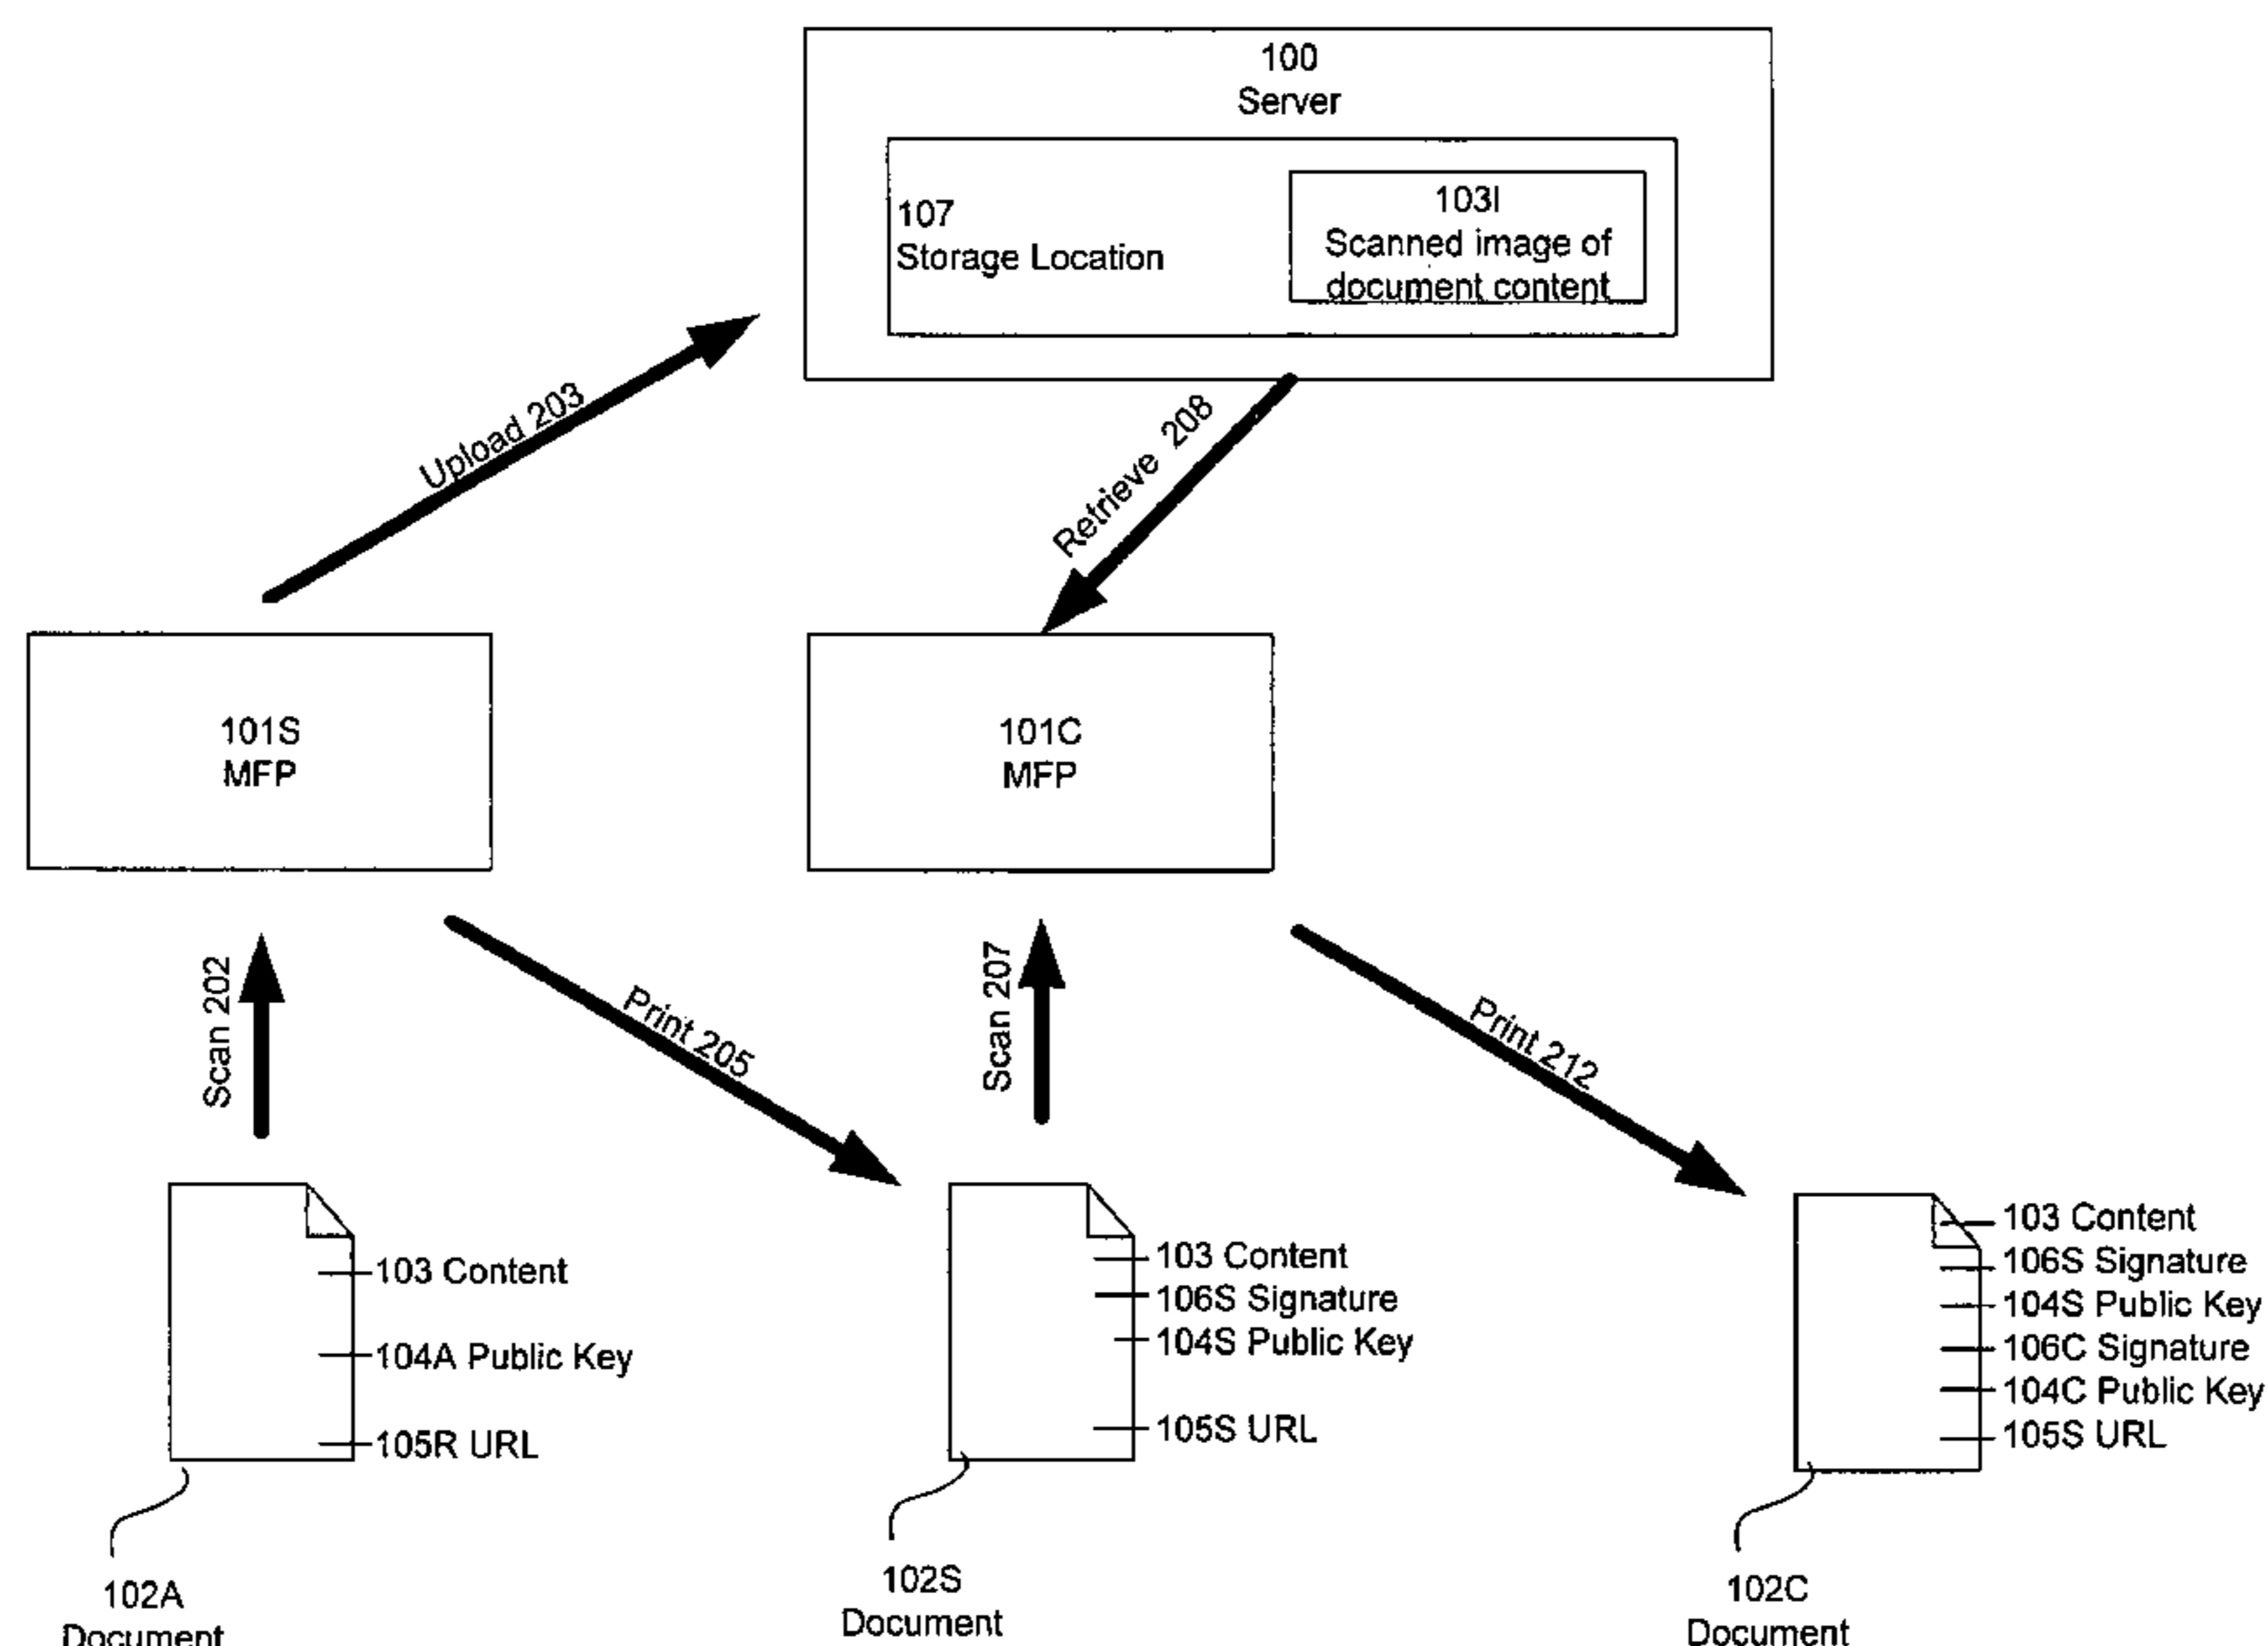 100
Server
107
Storage Location
103I
Scanned image of
document content
Upload 203
Retrieve 208
101S
MFP
101C
MFP
Scan 202
Print 205
Scan 207
Print 212
103 Content
104A Public Key
105R URL
103 Content
106S Signature
104S Public Key
105S URL
103 Content
106S Signature
104S Public Key
106C Signature
104C Public Key
105S URL
102A
Document
102S
Document
102C
Document